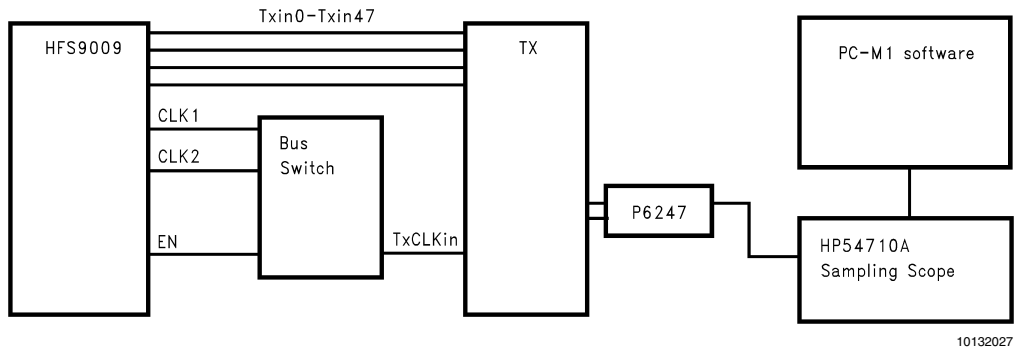 Txin0-Txin47
HFS9009
TX
PC-M1 software
CLK1
Bus
Switch
CLK2
P6247
EN
TxCLKin
HP54710A
Sampling Scope
10132027